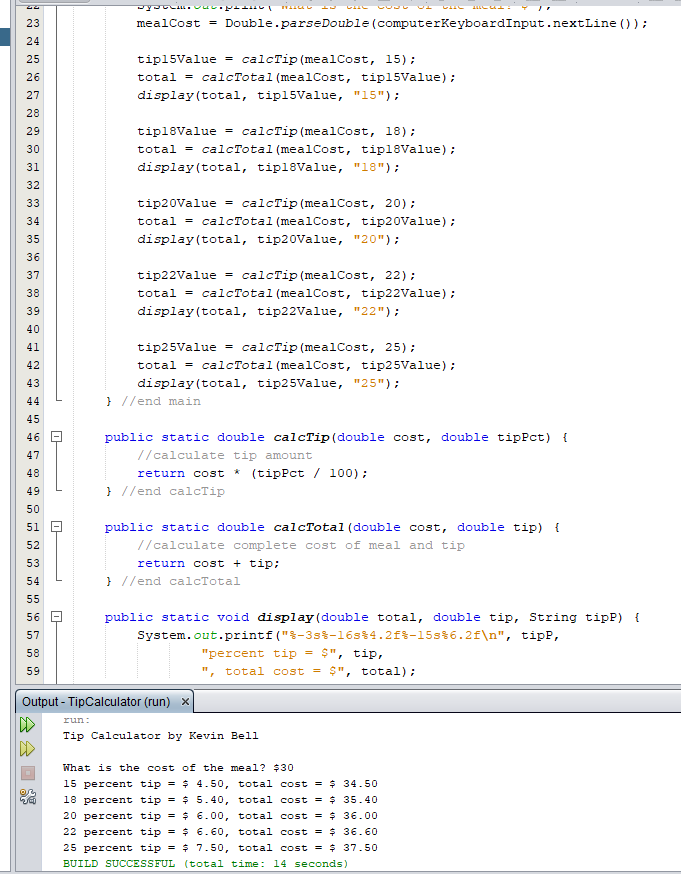 22 System.out.print("What is the cost of the meal? $");
23 mealCost = Double.parseDouble(computerKeyboardInput.nextLine());
24
25 tip15Value = calcTip(mealCost, 15);
26 total = calcTotal(mealCost, tip15Value);
27 display(total, tip15Value, "15");
28
29 tip18Value = calcTip(mealCost, 18);
30 total = calcTotal(mealCost, tip18Value);
31 display(total, tip18Value, "18");
32
33 tip20Value = calcTip(mealCost, 20);
34 total = calcTotal(mealCost, tip20Value);
35 display(total, tip20Value, "20");
36
37 tip22Value = calcTip(mealCost, 22);
38 total = calcTotal(mealCost, tip22Value);
39 display(total, tip22Value, "22");
40
41 tip25Value = calcTip(mealCost, 25);
42 total = calcTotal(mealCost, tip25Value);
43 display(total, tip25Value, "25");
44 } //end main
45
46 public static double calcTip(double cost, double tipPct) {
47 //calculate tip amount
48 return cost * (tipPct / 100);
49 } //end calcTip
50
51 public static double calcTotal(double cost, double tip) {
52 //calculate complete cost of meal and tip
53 return cost + tip;
54 } //end calcTotal
55
56 public static void display(double total, double tip, String tipP) {
57 System.out.printf("%-3s%-16s%4.2f%-15s%6.2f\n", tipP,
58 "percent tip = $", tip,
59 ", total cost = $", total);
Output - TipCalculator (run) ×
run:
Tip Calculator by Kevin Bell
What is the cost of the meal? $30
15 percent tip = $ 4.50, total cost = $ 34.50
18 percent tip = $ 5.40, total cost = $ 35.40
20 percent tip = $ 6.00, total cost = $ 36.00
22 percent tip = $ 6.60, total cost = $ 36.60
25 percent tip = $ 7.50, total cost = $ 37.50
BUILD SUCCESSFUL (total time: 14 seconds)